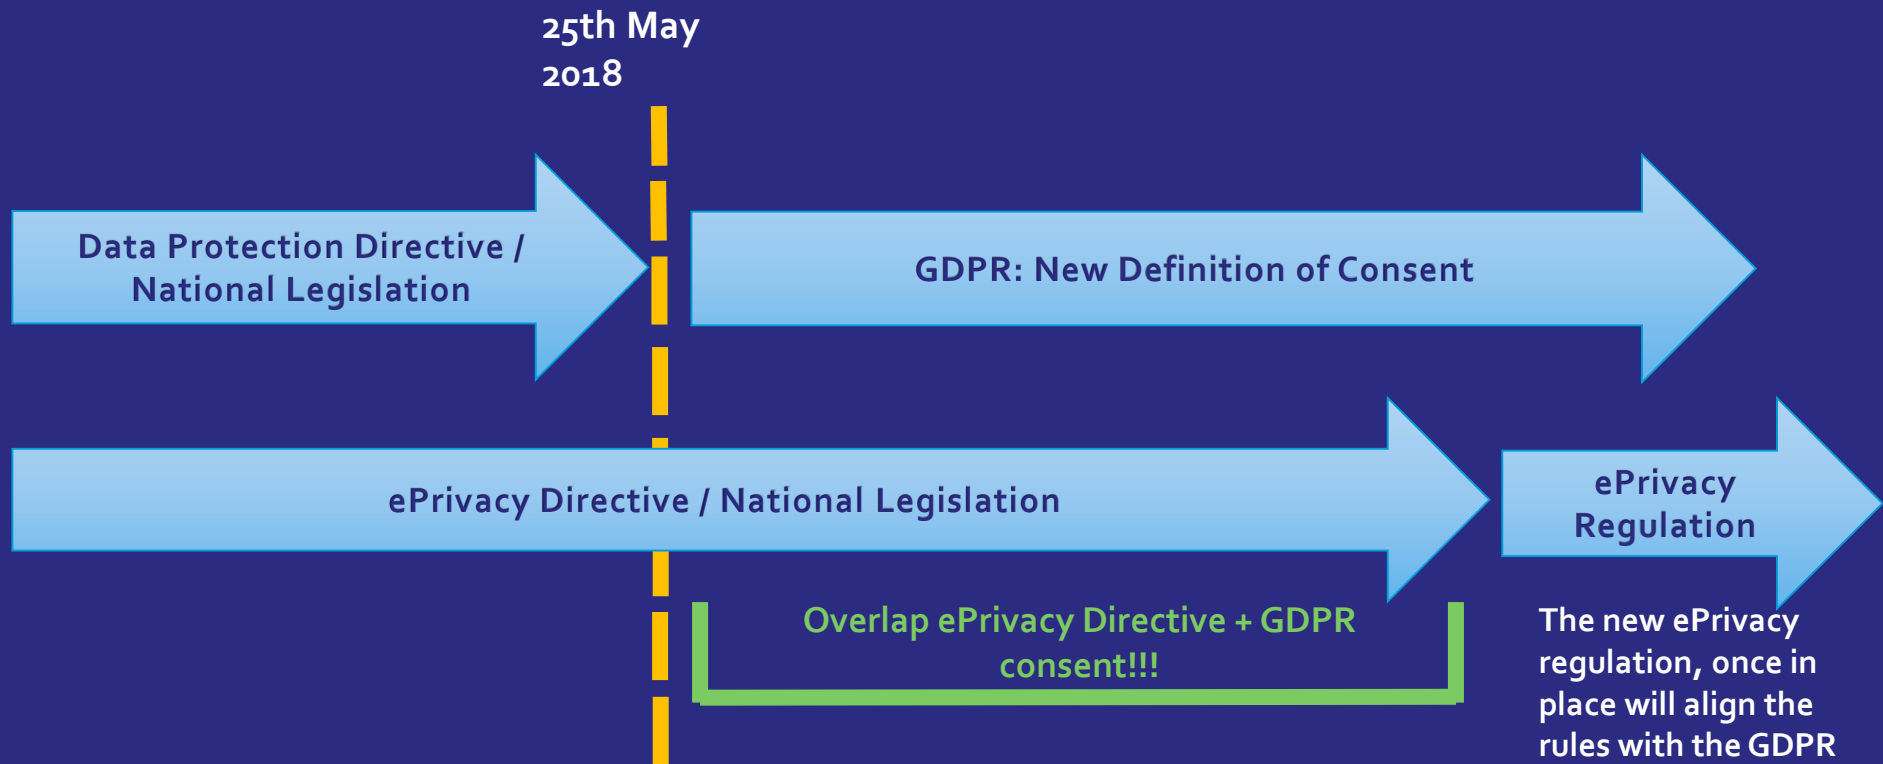 25th May
2018
Data Protection Directive /
National Legislation
GDPR: New Definition of Consent
ePrivacy Directive / National Legislation
ePrivacy
Regulation
Overlap ePrivacy Directive + GDPR
consent!!!
The new ePrivacy
regulation, once in
place will align the
rules with the GDPR